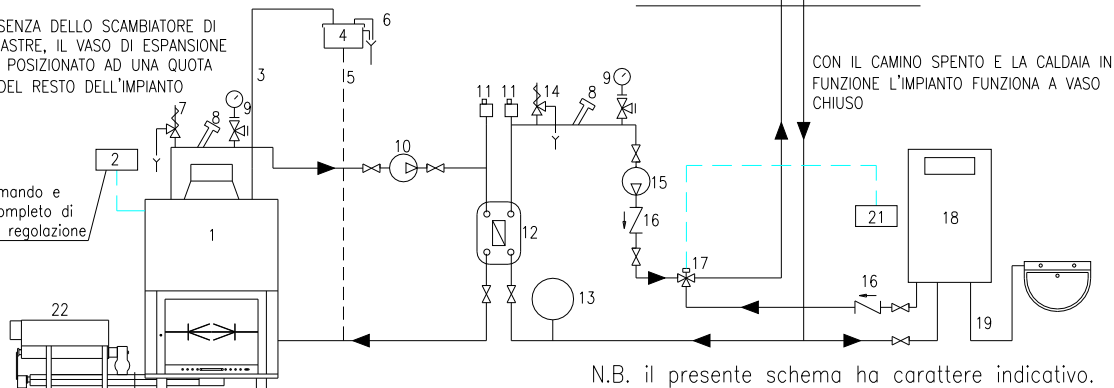 SENZA DELLO SCAMBIATORE DI
ASTRE, IL VASO DI ESPANSIONE
POSIZIONATO AD UNA QUOTA
DEL RESTO DELL'IMPIANTO
CON IL CAMINO SPENTO E LA CALDAIA IN
FUNZIONE L'IMPIANTO FUNZIONA A VASO
CHIUSO
mando e
ompleto di
regolazione
1
2
3
4
5
6
7
8
9
10
11
11
12
13
14
8
9
15
16
17
16
18
19
21
22
N.B. il presente schema ha carattere indicativo.